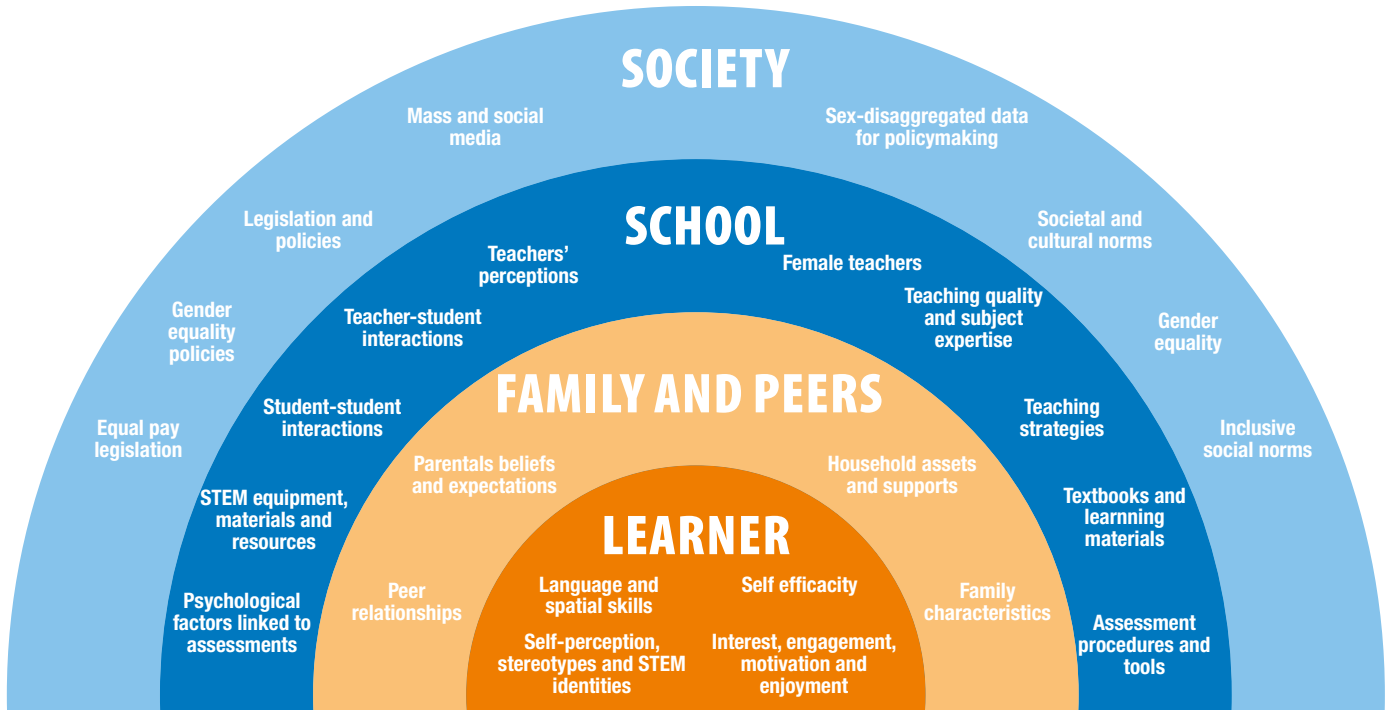 SOCIETY
Mass and social
media
Sex-disaggregated data
for policymaking
Legislation and
policies
Societal and
cultural norms
Gender
equality
policies
Gender
equality
Equal pay
legislation
Inclusive
social norms
SCHOOL
Teachers’
perceptions
Female teachers
Teacher-student
interactions
Teaching quality
and subject
expertise
Student-student
interactions
Teaching
strategies
STEM equipment,
materials and
resources
Textbooks and
learnning
materials
Psychological
factors linked to
assessments
Assessment
procedures and
tools
FAMILY AND PEERS
Parentals beliefs
and expectations
Household assets
and supports
Peer
relationships
Family
characteristics
LEARNER
Language and
spatial skills
Self efficacy
Self-perception,
stereotypes and STEM
identities
Interest, engagement,
motivation and
enjoyment